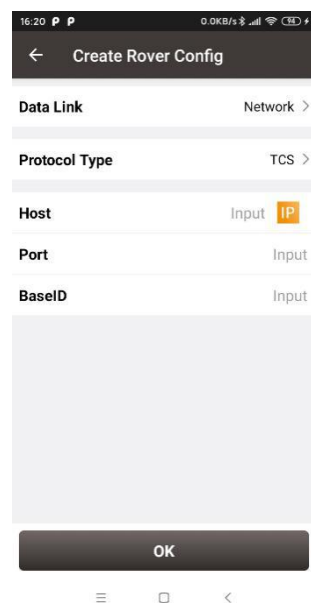 16:20 P P 0.0KB/s 94
Create Rover Config
Data Link Network >
Protocol Type TCS >
Host Input IP
Port Input
BaseID Input
OK